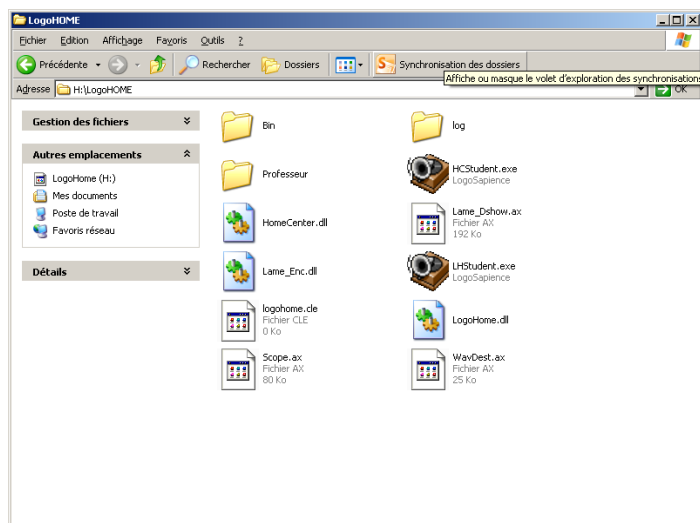 LogoHOME
Fichier Edition Affichage Favoris Outils ?
Précédente Rechercher Dossiers Synchronisation des dossiers
Affiche ou masque le volet d'exploration des synchronisations
Adresse H:\LogoHOME OK
Gestion des fichiers
Autres emplacements
LogoHome (H:)
Mes documents
Poste de travail
Favoris réseau
Détails
Bin
log
Professeur
HCStudent.exe
LogoSapience
HomeCenter.dll
Lame_Dshow.ax
Fichier AX
192 Ko
Lame_Enc.dll
LHStudent.exe
LogoSapience
logohome.cle
Fichier CLE
0 Ko
LogoHome.dll
Scope.ax
Fichier AX
80 Ko
WavDest.ax
Fichier AX
25 Ko